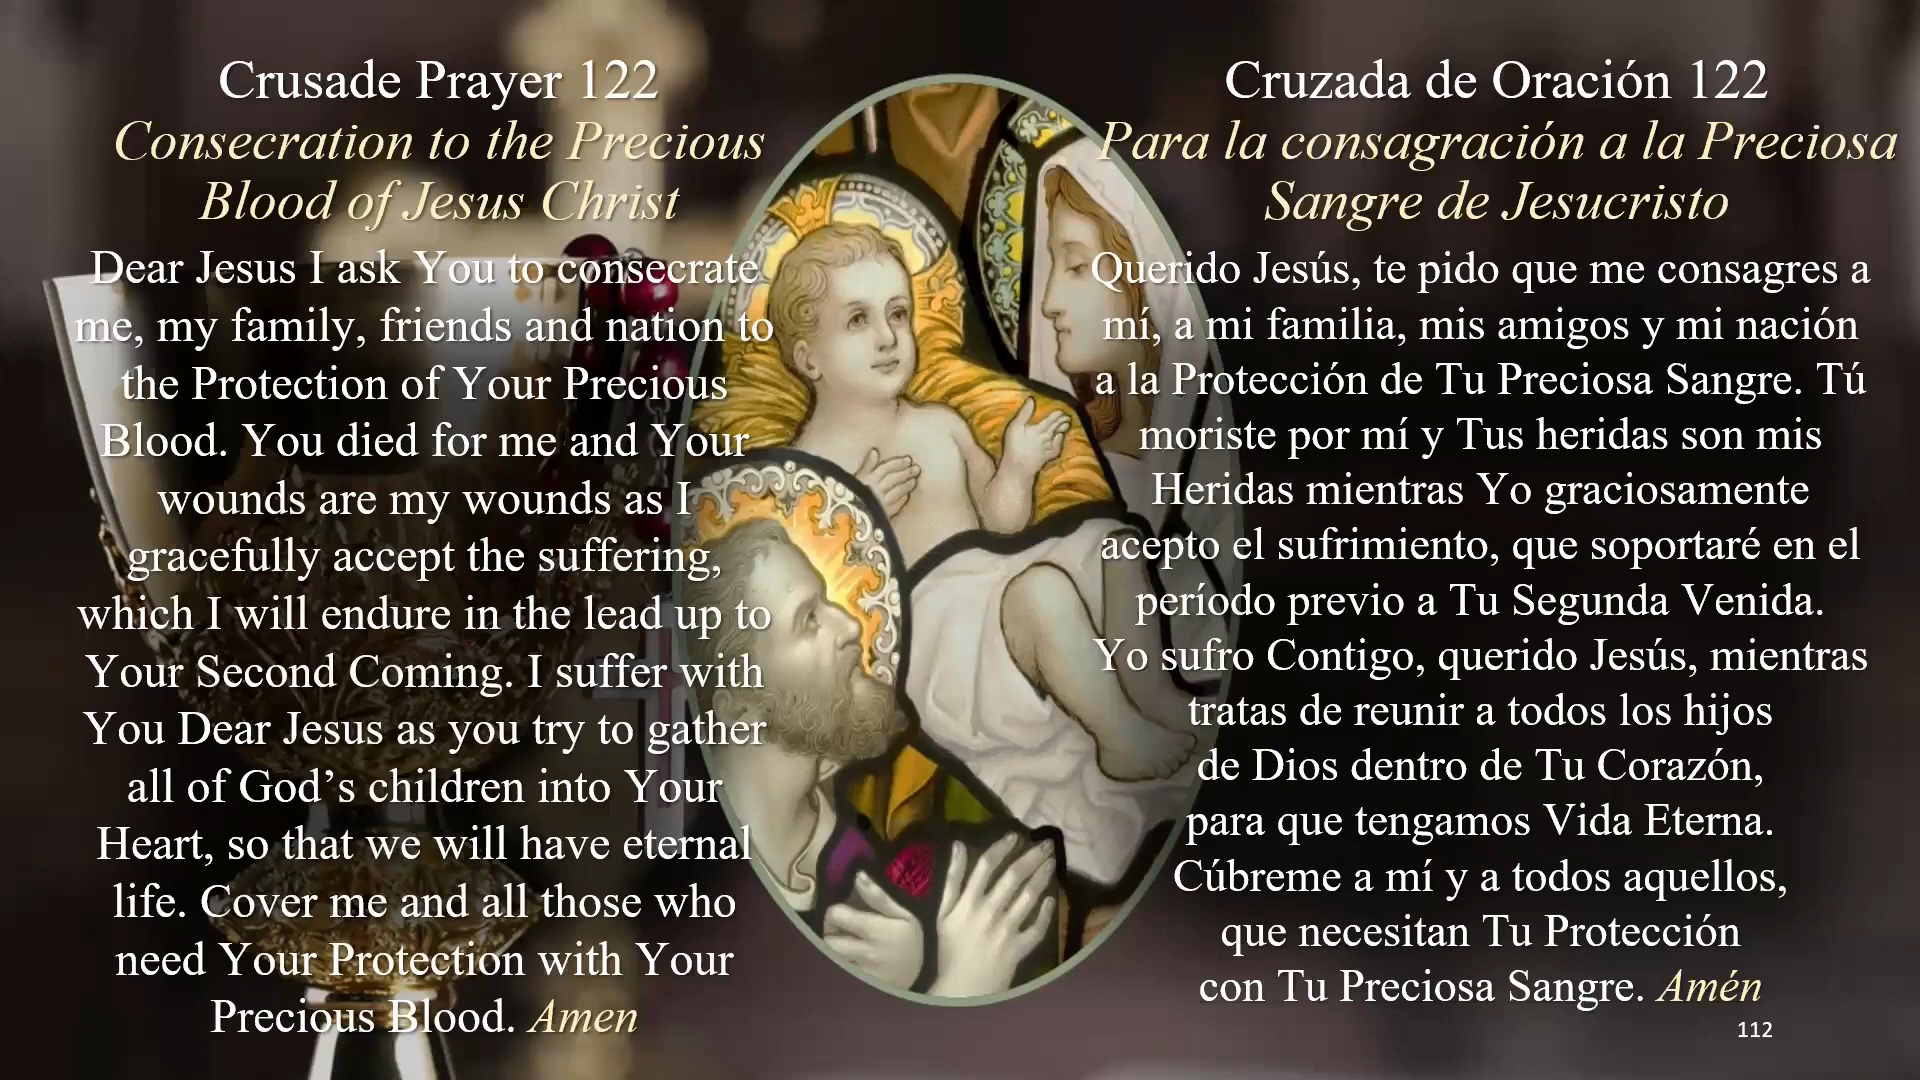 Crusade Prayer 122
Consecration to the Precious
Blood of Jesus Christ
Dear Jesus I ask You to consecrate
me, my family, friends and nation to
the Protection of Your Precious
Blood. You died for me and Your
wounds are my wounds as I
gracefully accept the suffering,
which I will endure in the lead up to
Your Second Coming. I suffer with
You Dear Jesus as you try to gather
all of God’s children into Your
Heart, so that we will have eternal
life. Cover me and all those who
need Your Protection with Your
Precious Blood. Amen
Cruzada de Oración 122
Para la consagración a la Preciosa
Sangre de Jesucristo
Querido Jesús, te pido que me consagres a
mí, a mi familia, mis amigos y mi nación
a la Protección de Tu Preciosa Sangre. Tú
moriste por mí y Tus heridas son mis
Heridas mientras Yo graciosamente
acepto el sufrimiento, que soportaré en el
período previo a Tu Segunda Venida.
Yo sufro Contigo, querido Jesús, mientras
tratas de reunir a todos los hijos
de Dios dentro de Tu Corazón,
para que tengamos Vida Eterna.
Cúbreme a mí y a todos aquellos,
que necesitan Tu Protección
con Tu Preciosa Sangre. Amén
112